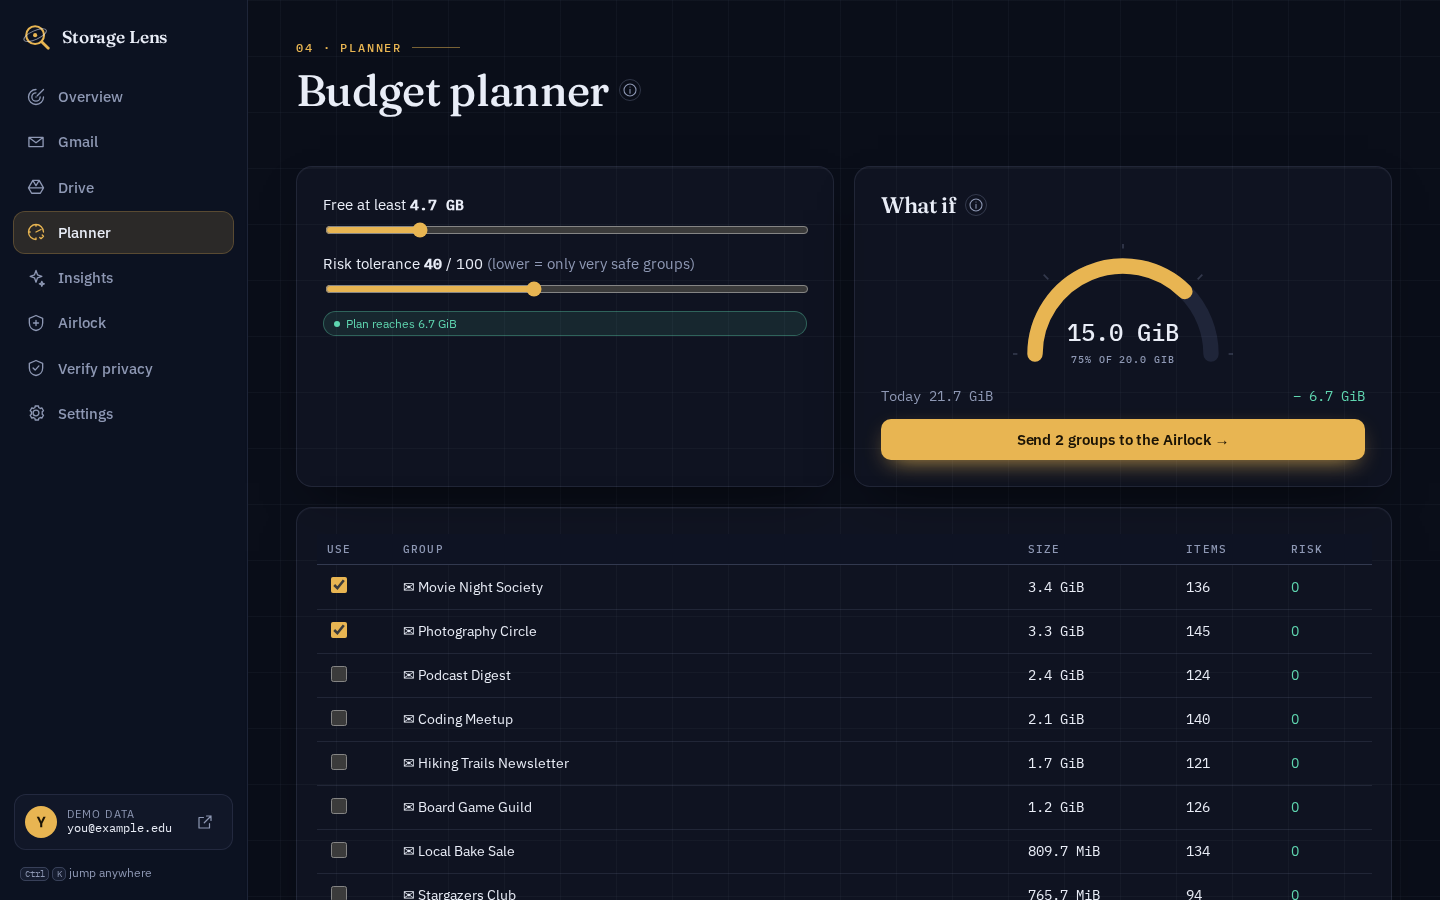 Storage Lens
Overview
Gmail
Drive
Planner
Insights
Airlock
Verify privacy
Settings
Y
DEMO DATA
you@example.edu
Ctrl K jump anywhere
04 · PLANNER
Budget planner
Free at least 4.7 GB
Risk tolerance 40 / 100 (lower = only very safe groups)
Plan reaches 6.7 GiB
What if
15.0 GiB
75% OF 20.0 GIB
Today 21.7 GiB
− 6.7 GiB
Send 2 groups to the Airlock →
USE GROUP SIZE ITEMS RISK
✉ Movie Night Society 3.4 GiB 136 0
✉ Photography Circle 3.3 GiB 145 0
✉ Podcast Digest 2.4 GiB 124 0
✉ Coding Meetup 2.1 GiB 140 0
✉ Hiking Trails Newsletter 1.7 GiB 121 0
✉ Board Game Guild 1.2 GiB 126 0
✉ Local Bake Sale 809.7 MiB 134 0
✉ Stargazers Club 765.7 MiB 94 0